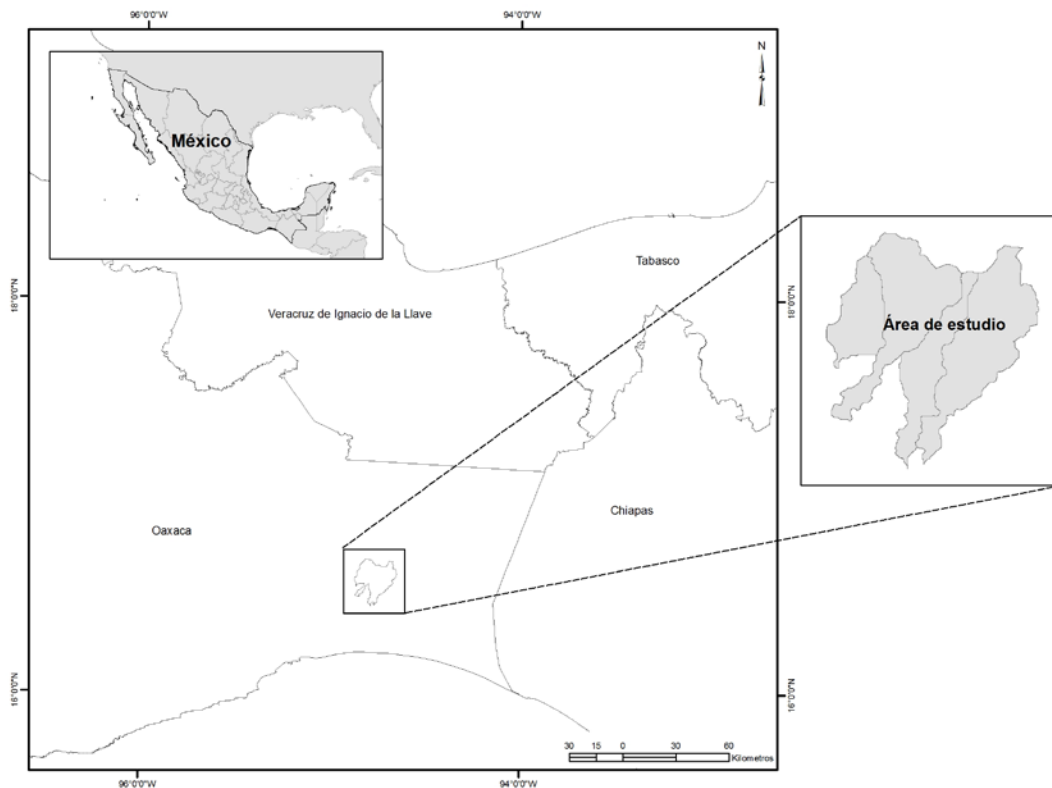 96°0'0"W
94°0'0"W
N
México
Tabasco
18°0'0"N
18°0'0"N
Veracruz de Ignacio de la Llave
Área de estudio
Chiapas
Oaxaca
16°0'0"N
16°0'0"N
30 15 0 30 60
Kilometros
96°0'0"W
94°0'0"W